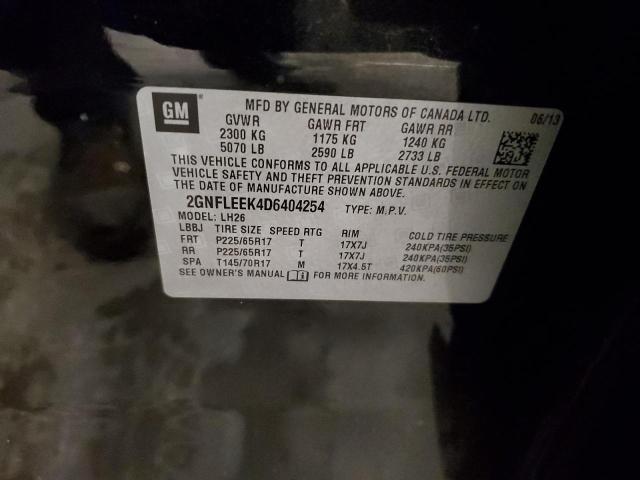 GM
MFD BY GENERAL MOTORS OF CANADA LTD. 06/13
GVWR GAWR FRT GAWR RR
2300 KG 1175 KG 1240 KG
5070 LB 2590 LB 2733 LB
THIS VEHICLE CONFORMS TO ALL APPLICABLE U.S. FEDERAL MOTOR
VEHICLE SAFETY AND THEFT PREVENTION STANDARDS IN EFFECT ON
THE DATE OF MANUFACTURE SHOWN ABOVE.
2GNFLEEK4D6404254 TYPE: M.P.V.
MODEL: LH26
LBBJ TIRE SIZE SPEED RTG RIM COLD TIRE PRESSURE
FRT P225/65R17 T 17X7J 240KPA(35PSI)
RR P225/65R17 T 17X7J 240KPA(35PSI)
SPA T145/70R17 M 17X4.5T 420KPA(60PSI)
SEE OWNER'S MANUAL FOR MORE INFORMATION.